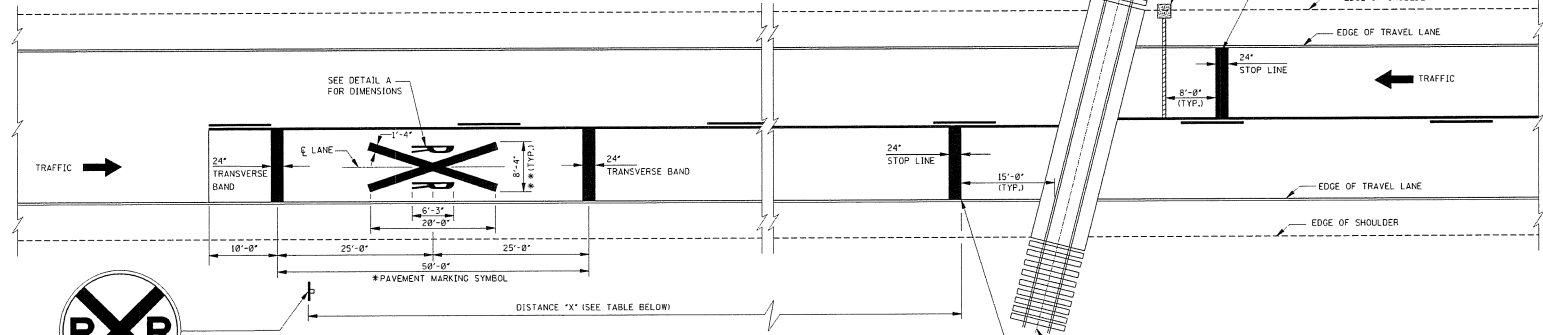 EDGE OF TRAVEL LANE
24"
STOP LINE
TRAFFIC
8'-0"
(TYP.)
SEE DETAIL A
FOR DIMENSIONS
1'-4"
℄ LANE
TRAFFIC
24"
TRANSVERSE
BAND
8'-4"
**(TYP.)
24"
TRANSVERSE BAND
24"
STOP LINE
15'-0"
(TYP.)
EDGE OF TRAVEL LANE
6'-3"
20'-0"
EDGE OF SHOULDER
10'-0"
25'-0"
25'-0"
50'-0"
*PAVEMENT MARKING SYMBOL
DISTANCE "X" (SEE TABLE BELOW)
R R